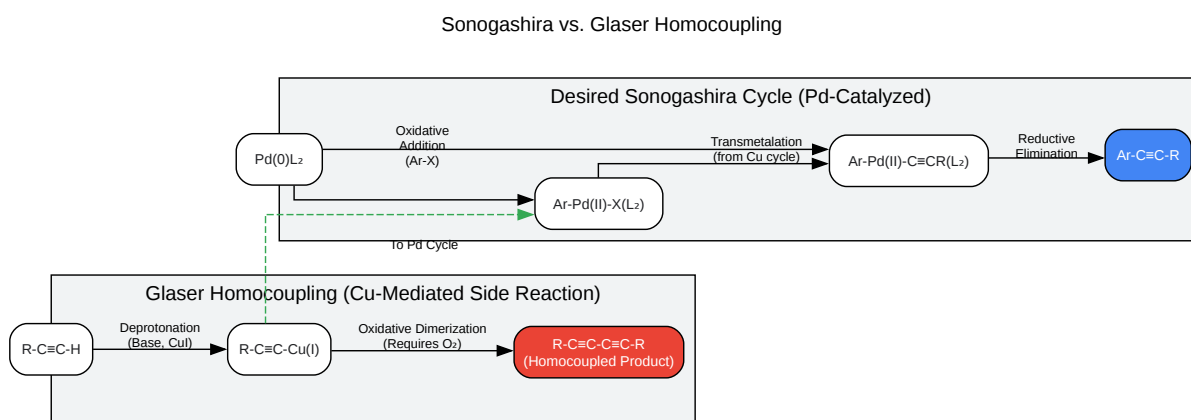 Sonogashira vs. Glaser Homocoupling
Desired Sonogashira Cycle (Pd-Catalyzed)
Oxidative
Addition
(Ar-X)
Transmetalation
(from Cu cycle)
Reductive
Elimination
Pd(0)L₂
Ar-Pd(II)-C≡CR(L₂)
Ar-C≡C-R
Ar-Pd(II)-X(L₂)
To Pd Cycle
Glaser Homocoupling (Cu-Mediated Side Reaction)
Deprotonation
(Base, CuI)
Oxidative Dimerization
(Requires O₂)
R-C≡C-H
R-C≡C-Cu(I)
R-C≡C-C≡C-R
(Homocoupled Product)